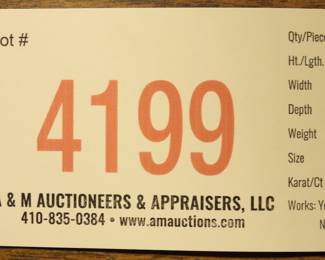 ot #
4199
A & M AUCTIONEERS & APPRAISERS, LLC
410-835-0384 • www.amauctions.com
Qty/Piec
Ht./Lgth.
Width
Depth
Weight
Size
Karat/Ct
Works: Y
N